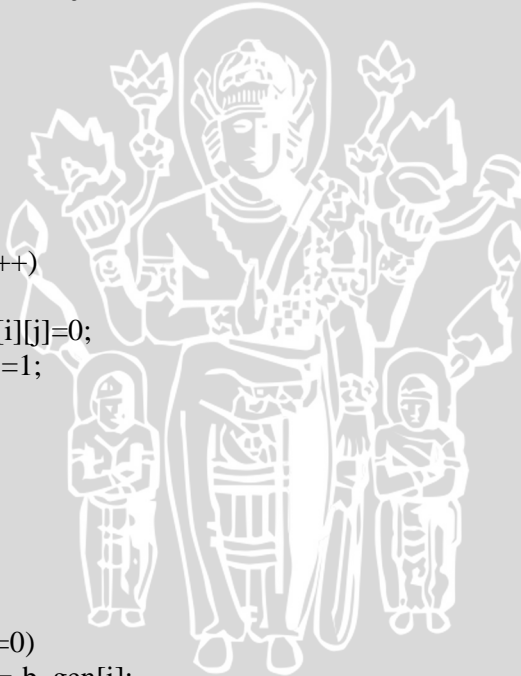 ++)
[i][j]=0;
=1;
=0)
= b_gen[i];